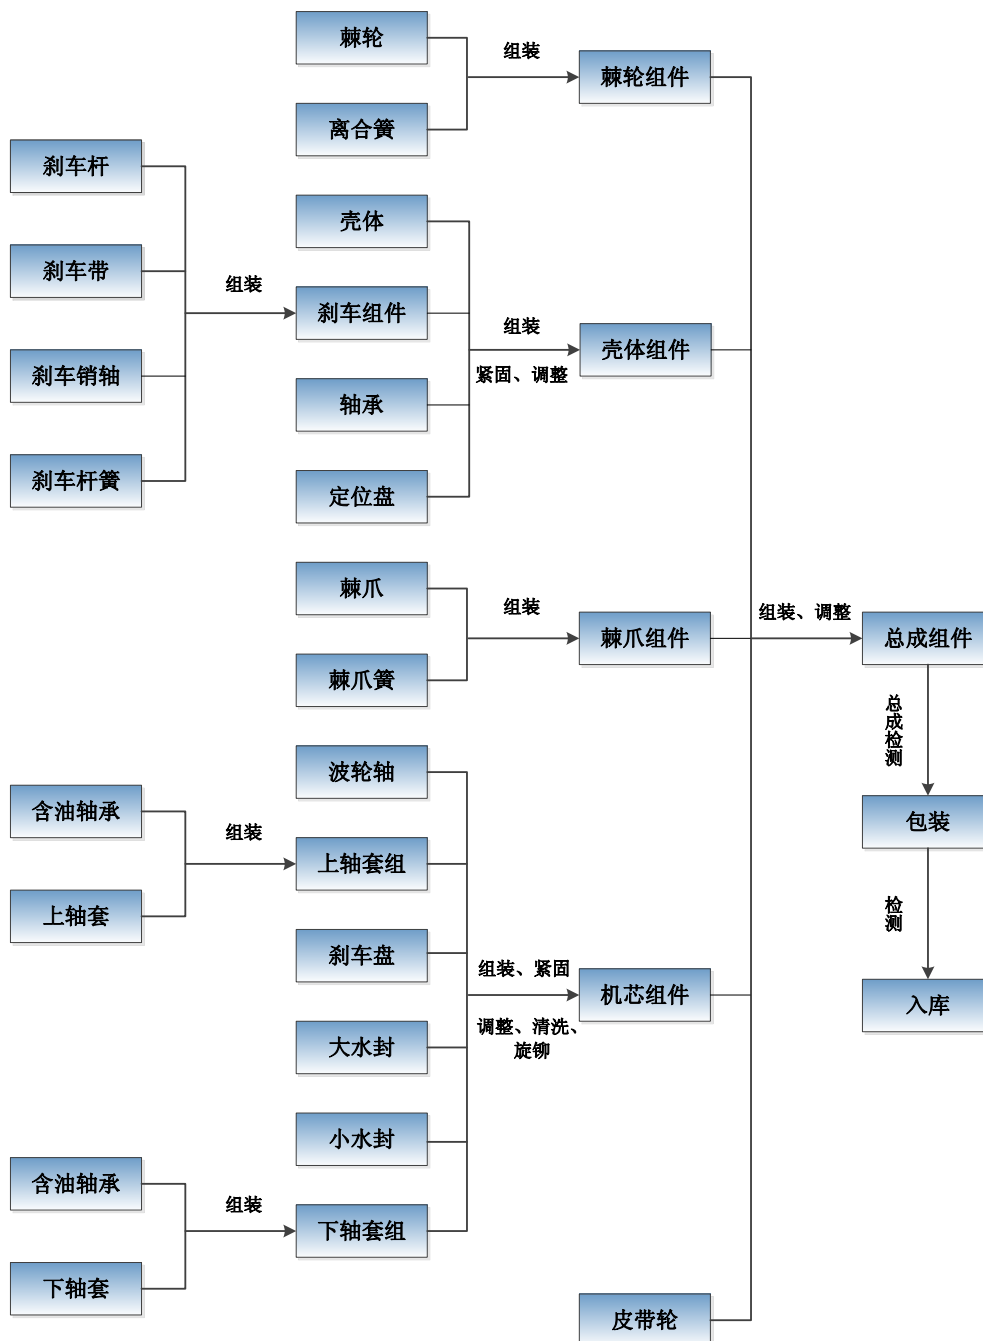 棘轮
组装
棘轮组件
离合簧
刹车杆
壳体
刹车带
组装
刹车组件
组装
壳体组件
刹车销轴
紧固、调整
轴承
刹车杆簧
定位盘
棘爪
组装
棘爪组件
组装、调整
总成组件
棘爪簧
总成检测
波轮轴
含油轴承
组装
包装
上轴套组
上轴套
检测
刹车盘
组装、紧固
机芯组件
入库
调整、清洗、
旋铆
大水封
小水封
含油轴承
组装
下轴套组
下轴套
皮带轮